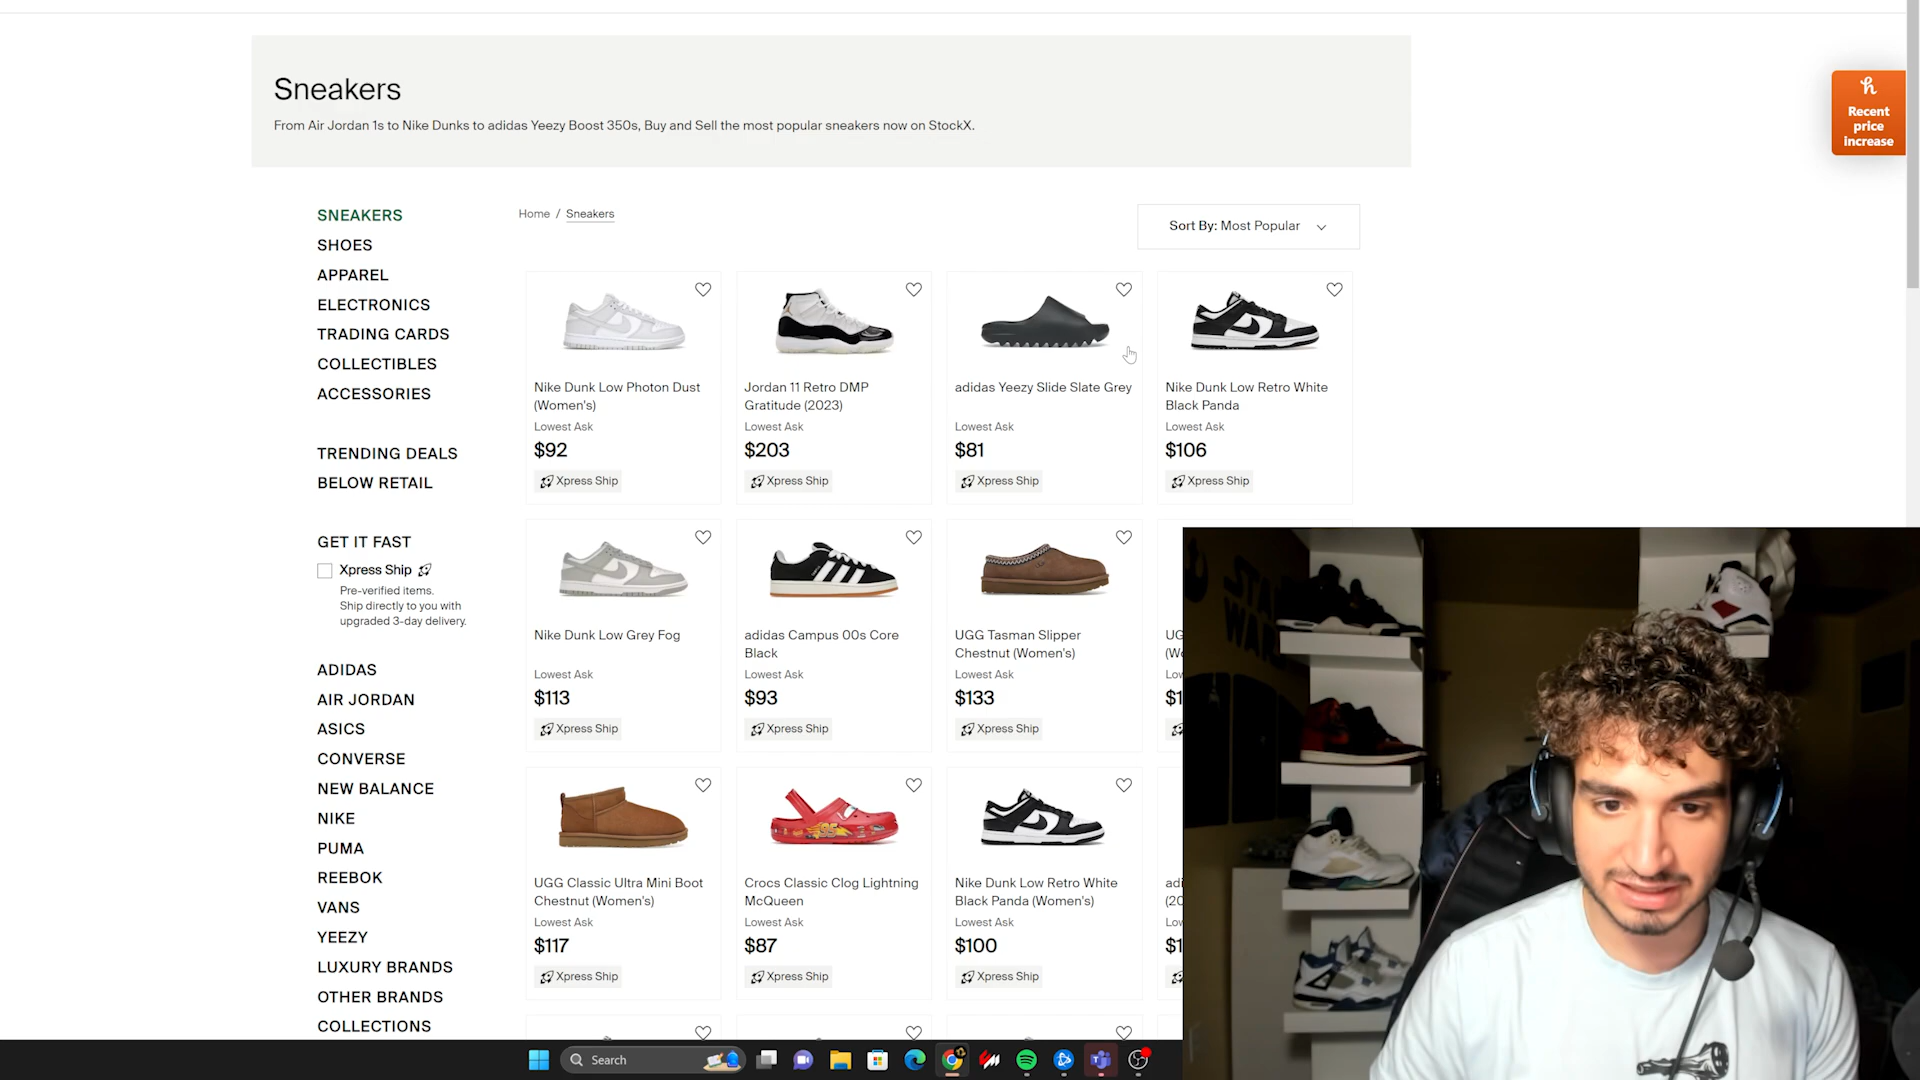 Sneakers
From Air Jordan 1s to Nike Dunks to adidas Yeezy Boost 350s, Buy and Sell the most popular sneakers now on StockX.
Recent
price
increase
SNEAKERS
SHOES
APPAREL
ELECTRONICS
TRADING CARDS
COLLECTIBLES
ACCESSORIES
TRENDING DEALS
BELOW RETAIL
GET IT FAST
Xpress Ship
Pre-verified items.
Ship directly to you with
upgraded 3-day delivery.
ADIDAS
AIR JORDAN
ASICS
CONVERSE
NEW BALANCE
NIKE
PUMA
REEBOK
VANS
YEEZY
LUXURY BRANDS
OTHER BRANDS
COLLECTIONS
Home / Sneakers
Sort By: Most Popular
Nike Dunk Low Photon Dust
(Women's)
Lowest Ask
$92
Xpress Ship
Jordan 11 Retro DMP
Gratitude (2023)
Lowest Ask
$203
Xpress Ship
adidas Yeezy Slide Slate Grey
Lowest Ask
$81
Xpress Ship
Nike Dunk Low Retro White
Black Panda
Lowest Ask
$106
Xpress Ship
Nike Dunk Low Grey Fog
Lowest Ask
$113
Xpress Ship
adidas Campus 00s Core
Black
Lowest Ask
$93
Xpress Ship
UGG Tasman Slipper
Chestnut (Women's)
Lowest Ask
$133
Xpress Ship
UGG Classic Ultra Mini Boot
Chestnut (Women's)
Lowest Ask
$117
Xpress Ship
Crocs Classic Clog Lightning
McQueen
Lowest Ask
$87
Xpress Ship
Nike Dunk Low Retro White
Black Panda (Women's)
Lowest Ask
$100
Xpress Ship
STAR
WARS
Search